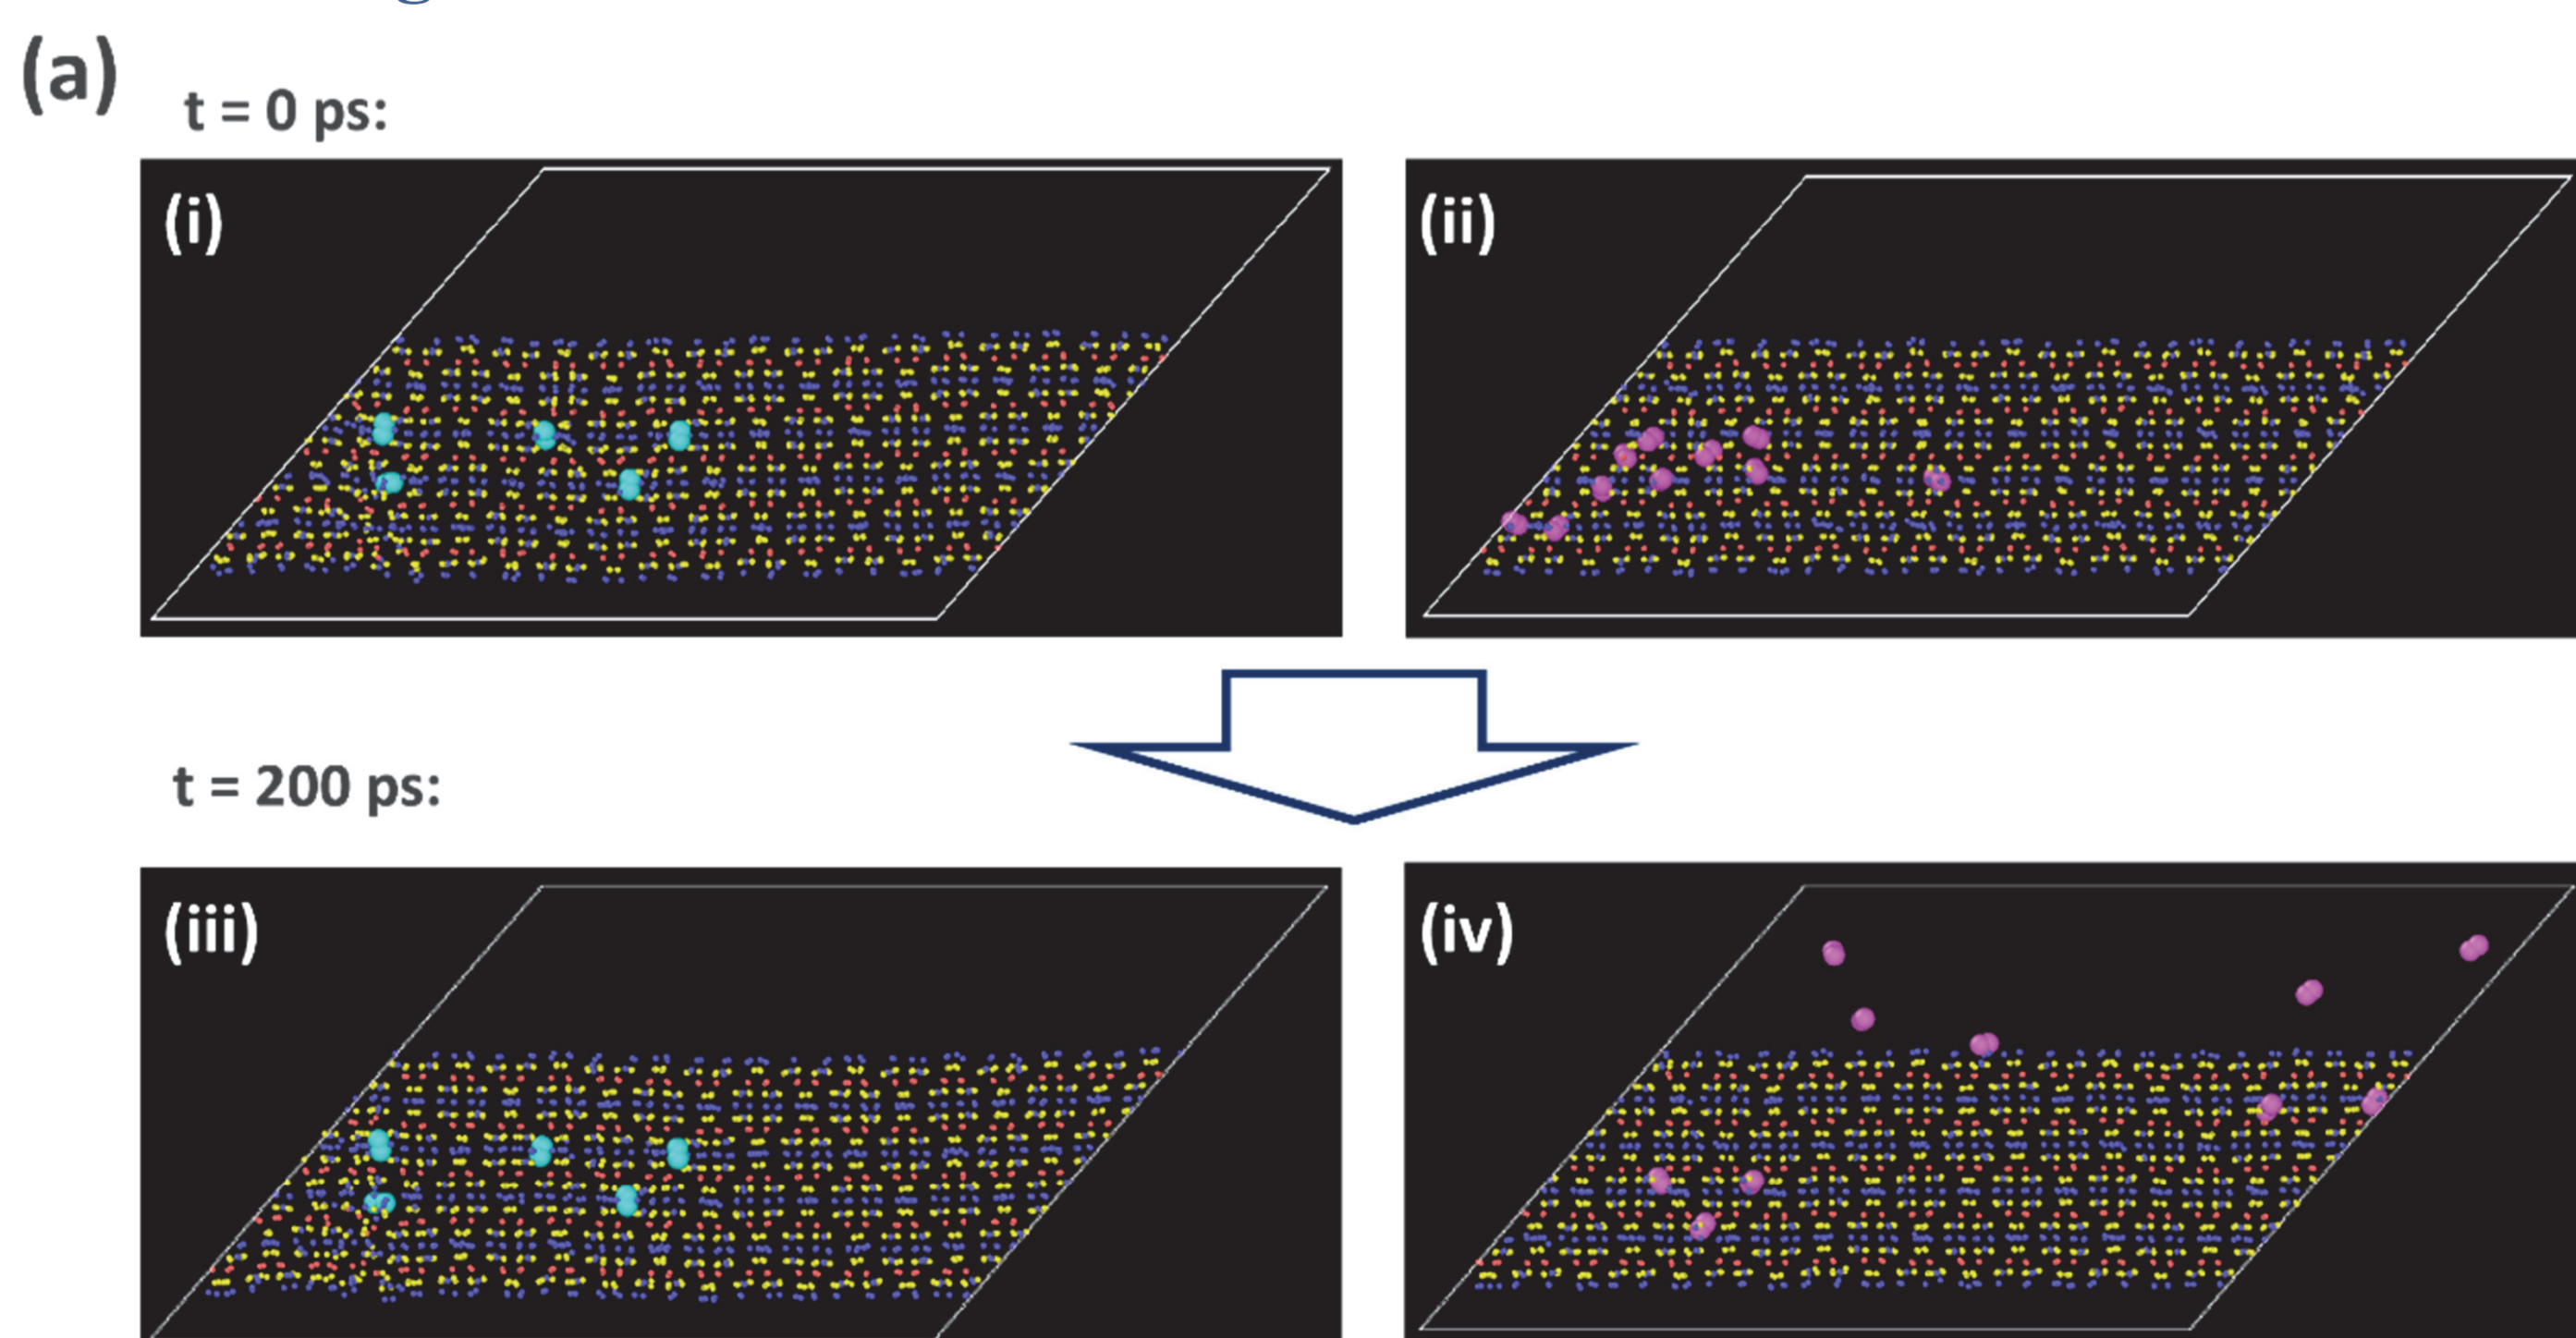 (a)
t = 0 ps:
(i)
(ii)
t = 200 ps:
(iii)
(iv)